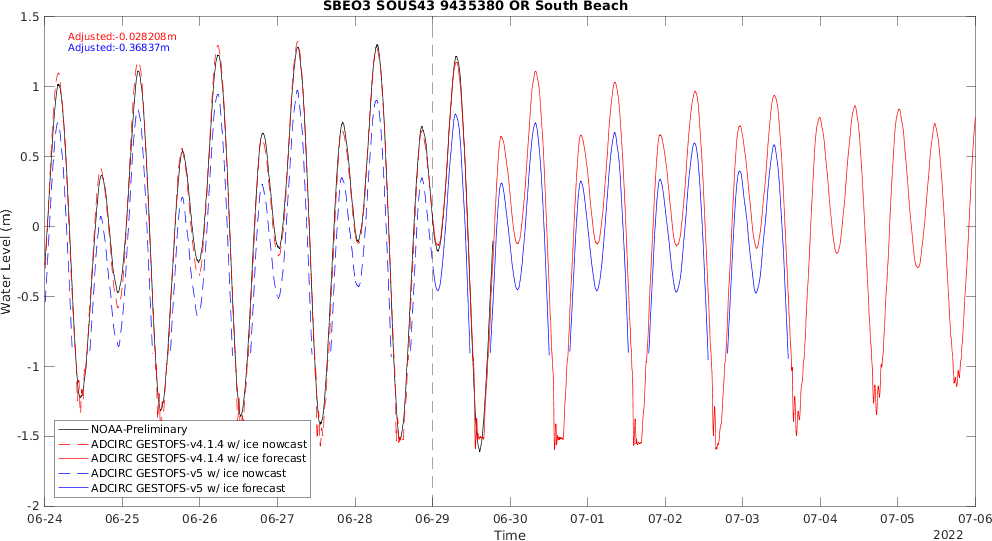 SBEO3 SOUS43 9435380 OR South Beach
Adjusted:-0.028208m
Adjusted:-0.36837m
1.5
1
0.5
0
-0.5
-1
-1.5
-2
Water Level (m)
NOAA-Preliminary
ADCIRC GESTOFS-v4.1.4 w/ ice nowcast
ADCIRC GESTOFS-v4.1.4 w/ ice forecast
ADCIRC GESTOFS-v5 w/ ice nowcast
ADCIRC GESTOFS-v5 w/ ice forecast
06-24 06-25 06-26 06-27 06-28 06-29 06-30 07-01 07-02 07-03 07-04 07-05 07-06
Time
2022